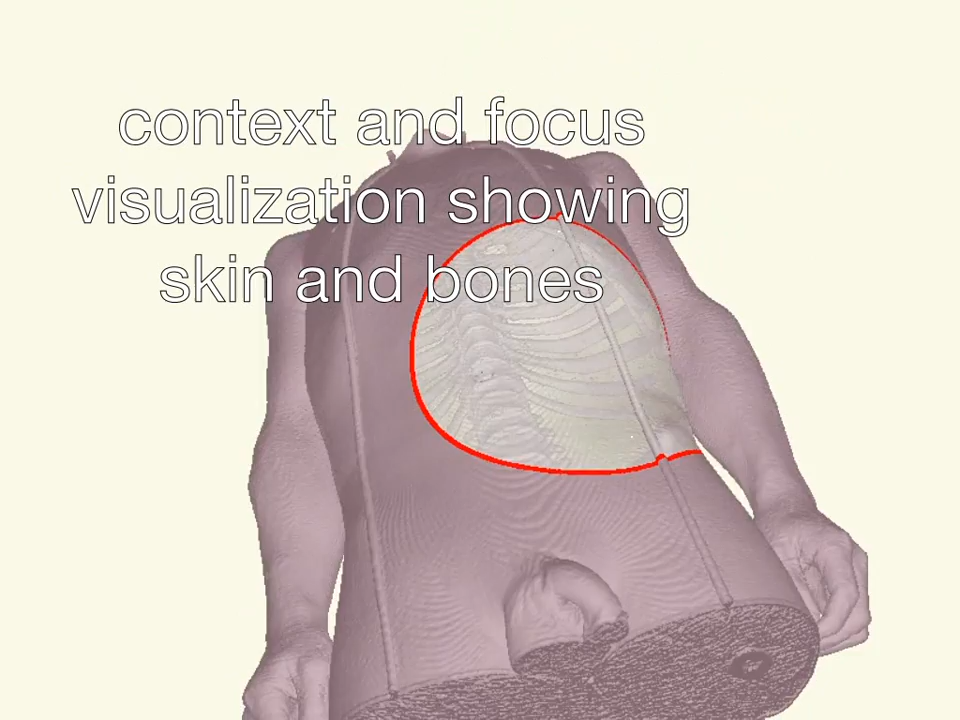 context and focus
visualization showing
skin and bones